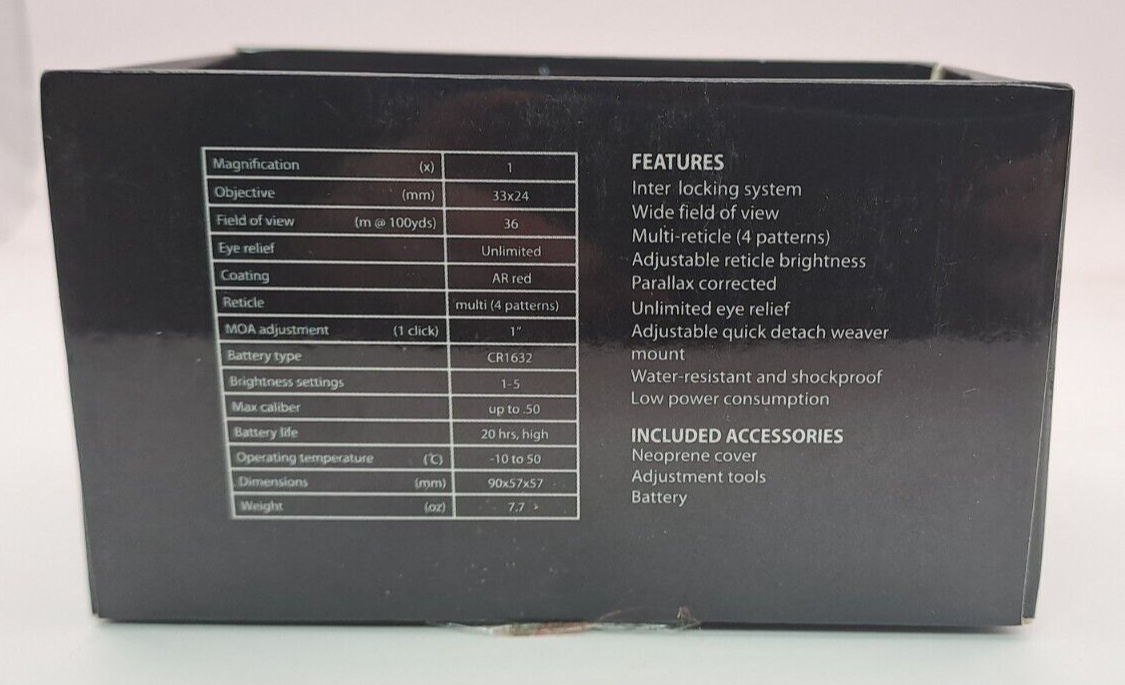 Magnification (x) 1
Objective (mm) 33x24
Field of view (m @ 100yds) 36
Eye relief Unlimited
Coating AR red
Reticle multi (4 patterns)
MOA adjustment (1 click) 1"
Battery type CR1632
Brightness settings 1-5
Max caliber up to .50
Battery life 20 hrs, high
Operating temperature (℃) -10 to 50
Dimensions (mm) 90x57x57
Weight (oz) 7.7
FEATURES
Inter locking system
Wide field of view
Multi-reticle (4 patterns)
Adjustable reticle brightness
Parallax corrected
Unlimited eye relief
Adjustable quick detach weaver
mount
Water-resistant and shockproof
Low power consumption
INCLUDED ACCESSORIES
Neoprene cover
Adjustment tools
Battery